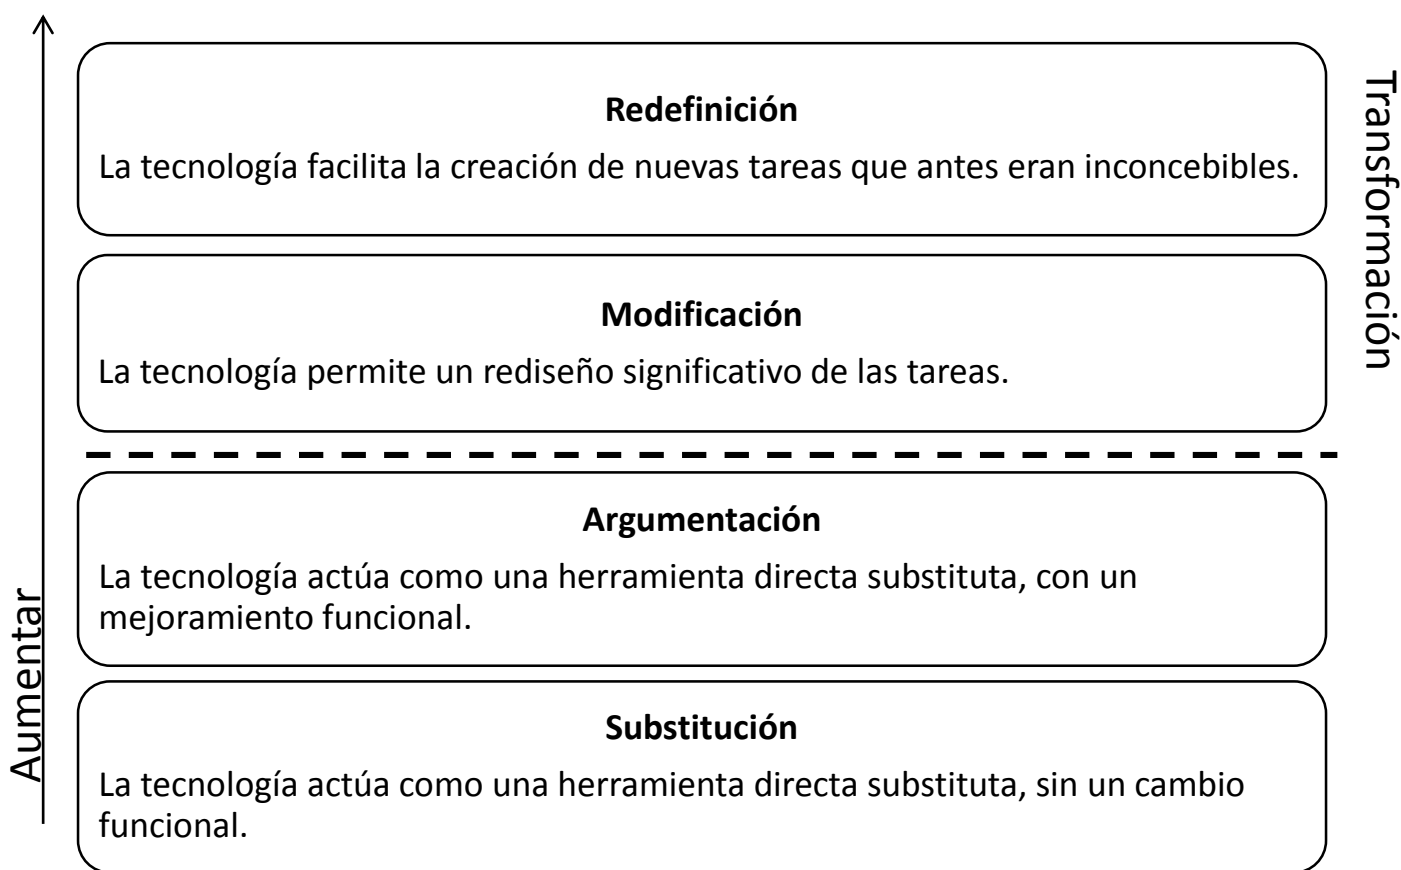 Redefinición
La tecnología facilita la creación de nuevas tareas que antes eran inconcebibles.
Transformación
Modificación
La tecnología permite un rediseño significativo de las tareas.
Argumentación
La tecnología actúa como una herramienta directa substituta, con un
mejoramiento funcional.
Aumentar
Substitución
La tecnología actúa como una herramienta directa substituta, sin un cambio
funcional.